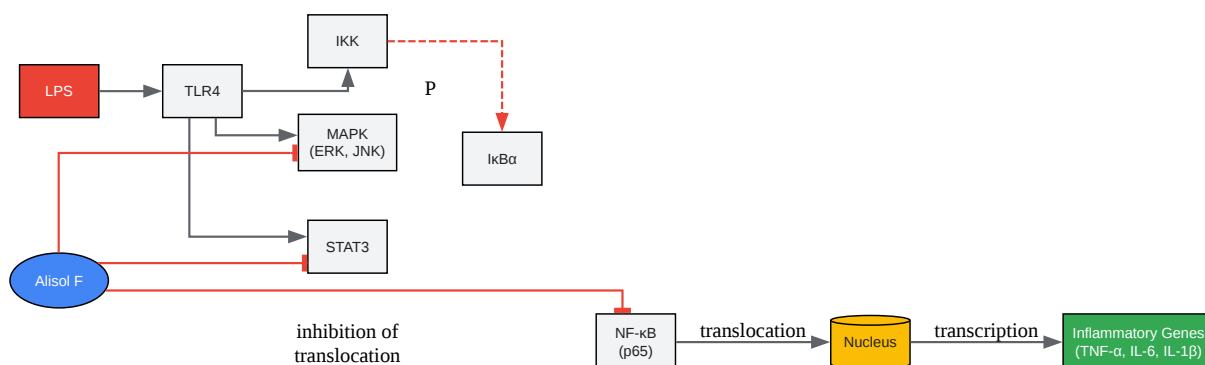 IKK
LPS
TLR4
P
MAPK
(ERK, JNK)
IκBα
STAT3
Alisol F
inhibition of
translocation
NF-κB
(p65)
translocation
Nucleus
transcription
Inflammatory Genes
(TNF-α, IL-6, IL-1β)